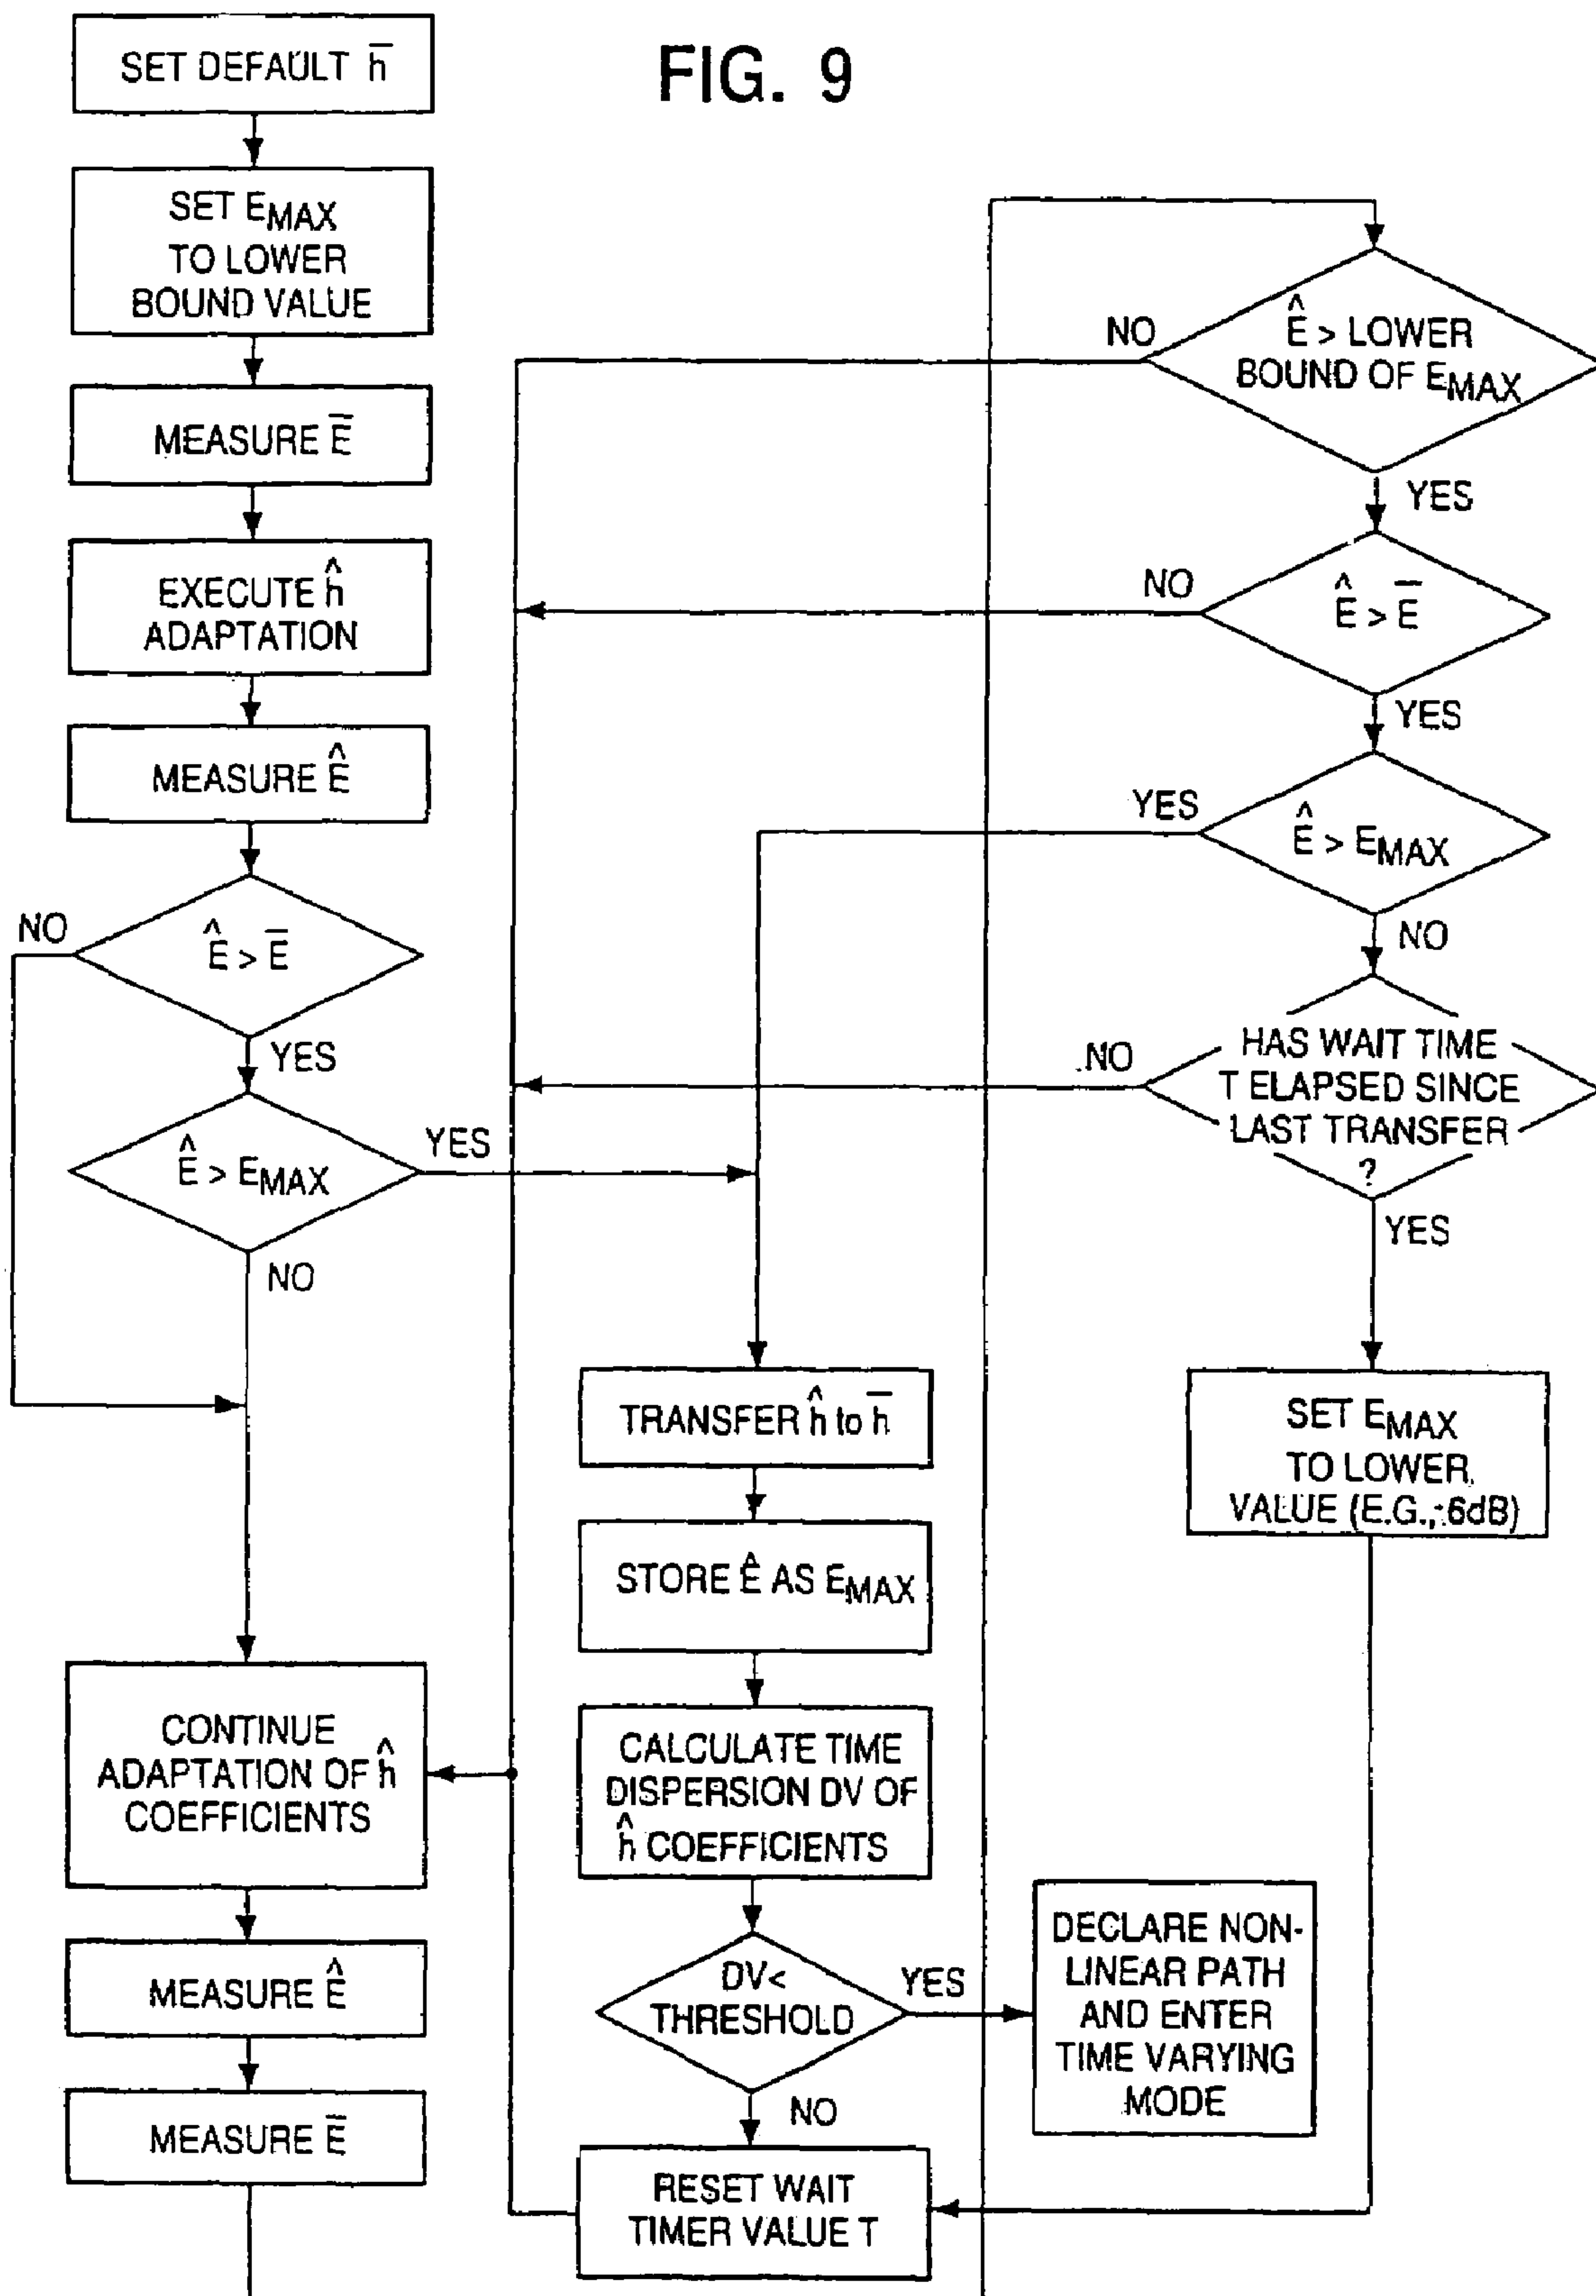 FIG. 9
SET DEFAULT h̅
SET EMAX
TO LOWER
BOUND VALUE
MEASURE E̅
EXECUTE ĥ
ADAPTATION
MEASURE Ê
Ê > E̅
NO
YES
Ê > EMAX
YES
NO
CONTINUE
ADAPTATION OF ĥ
COEFFICIENTS
MEASURE Ê
MEASURE E̅
Ê > LOWER
BOUND OF EMAX
NO
YES
Ê > E̅
NO
YES
Ê > EMAX
YES
NO
HAS WAIT TIME
T ELAPSED SINCE
LAST TRANSFER
?
NO
YES
SET EMAX
TO LOWER
VALUE (E.G., 6dB)
TRANSFER ĥ to h̅
STORE Ê AS EMAX
CALCULATE TIME
DISPERSION DV OF
ĥ COEFFICIENTS
DV<
THRESHOLD
YES
NO
DECLARE NON-
LINEAR PATH
AND ENTER
TIME VARYING
MODE
RESET WAIT
TIMER VALUE T